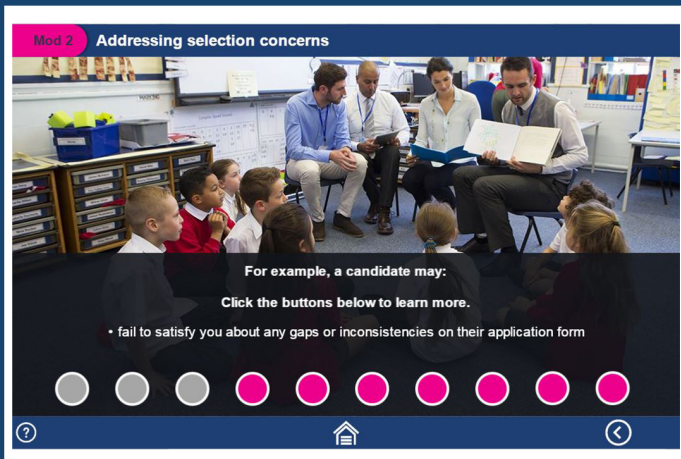 Mod 2
Addressing selection concerns
For example, a candidate may:
Click the buttons below to learn more.
• fail to satisfy you about any gaps or inconsistencies on their application form
?